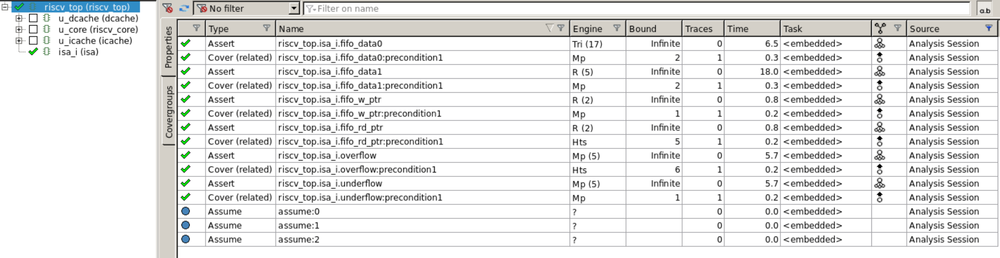 riscv_top (riscv_top)
u_dcache (dcache)
u_core (riscv_core)
u_icache (icache)
isa_i (isa)
No filter
Filter on name
a.b
Properties
Covergroups
Type Name Engine Bound Traces Time Task Source
Assert riscv_top.isa_i.fifo_data0 Tri (17) Infinite 0 6.5 <embedded> Analysis Session
Cover (related) riscv_top.isa_i.fifo_data0:precondition1 Mp 2 1 0.3 <embedded> Analysis Session
Assert riscv_top.isa_i.fifo_data1 R (5) Infinite 0 18.0 <embedded> Analysis Session
Cover (related) riscv_top.isa_i.fifo_data1:precondition1 Mp 2 1 0.3 <embedded> Analysis Session
Assert riscv_top.isa_i.fifo_w_ptr R (2) Infinite 0 0.8 <embedded> Analysis Session
Cover (related) riscv_top.isa_i.fifo_w_ptr:precondition1 Mp 1 1 0.2 <embedded> Analysis Session
Assert riscv_top.isa_i.fifo_rd_ptr R (2) Infinite 0 0.8 <embedded> Analysis Session
Cover (related) riscv_top.isa_i.fifo_rd_ptr:precondition1 Hts 5 1 0.2 <embedded> Analysis Session
Assert riscv_top.isa_i.overflow Mp (5) Infinite 0 5.7 <embedded> Analysis Session
Cover (related) riscv_top.isa_i.overflow:precondition1 Hts 6 1 0.2 <embedded> Analysis Session
Assert riscv_top.isa_i.underflow Mp (5) Infinite 0 5.7 <embedded> Analysis Session
Cover (related) riscv_top.isa_i.underflow:precondition1 Mp 1 1 0.2 <embedded> Analysis Session
Assume assume:0 ? 0 0.0 <embedded> Analysis Session
Assume assume:1 ? 0 0.0 <embedded> Analysis Session
Assume assume:2 ? 0 0.0 <embedded> Analysis Session